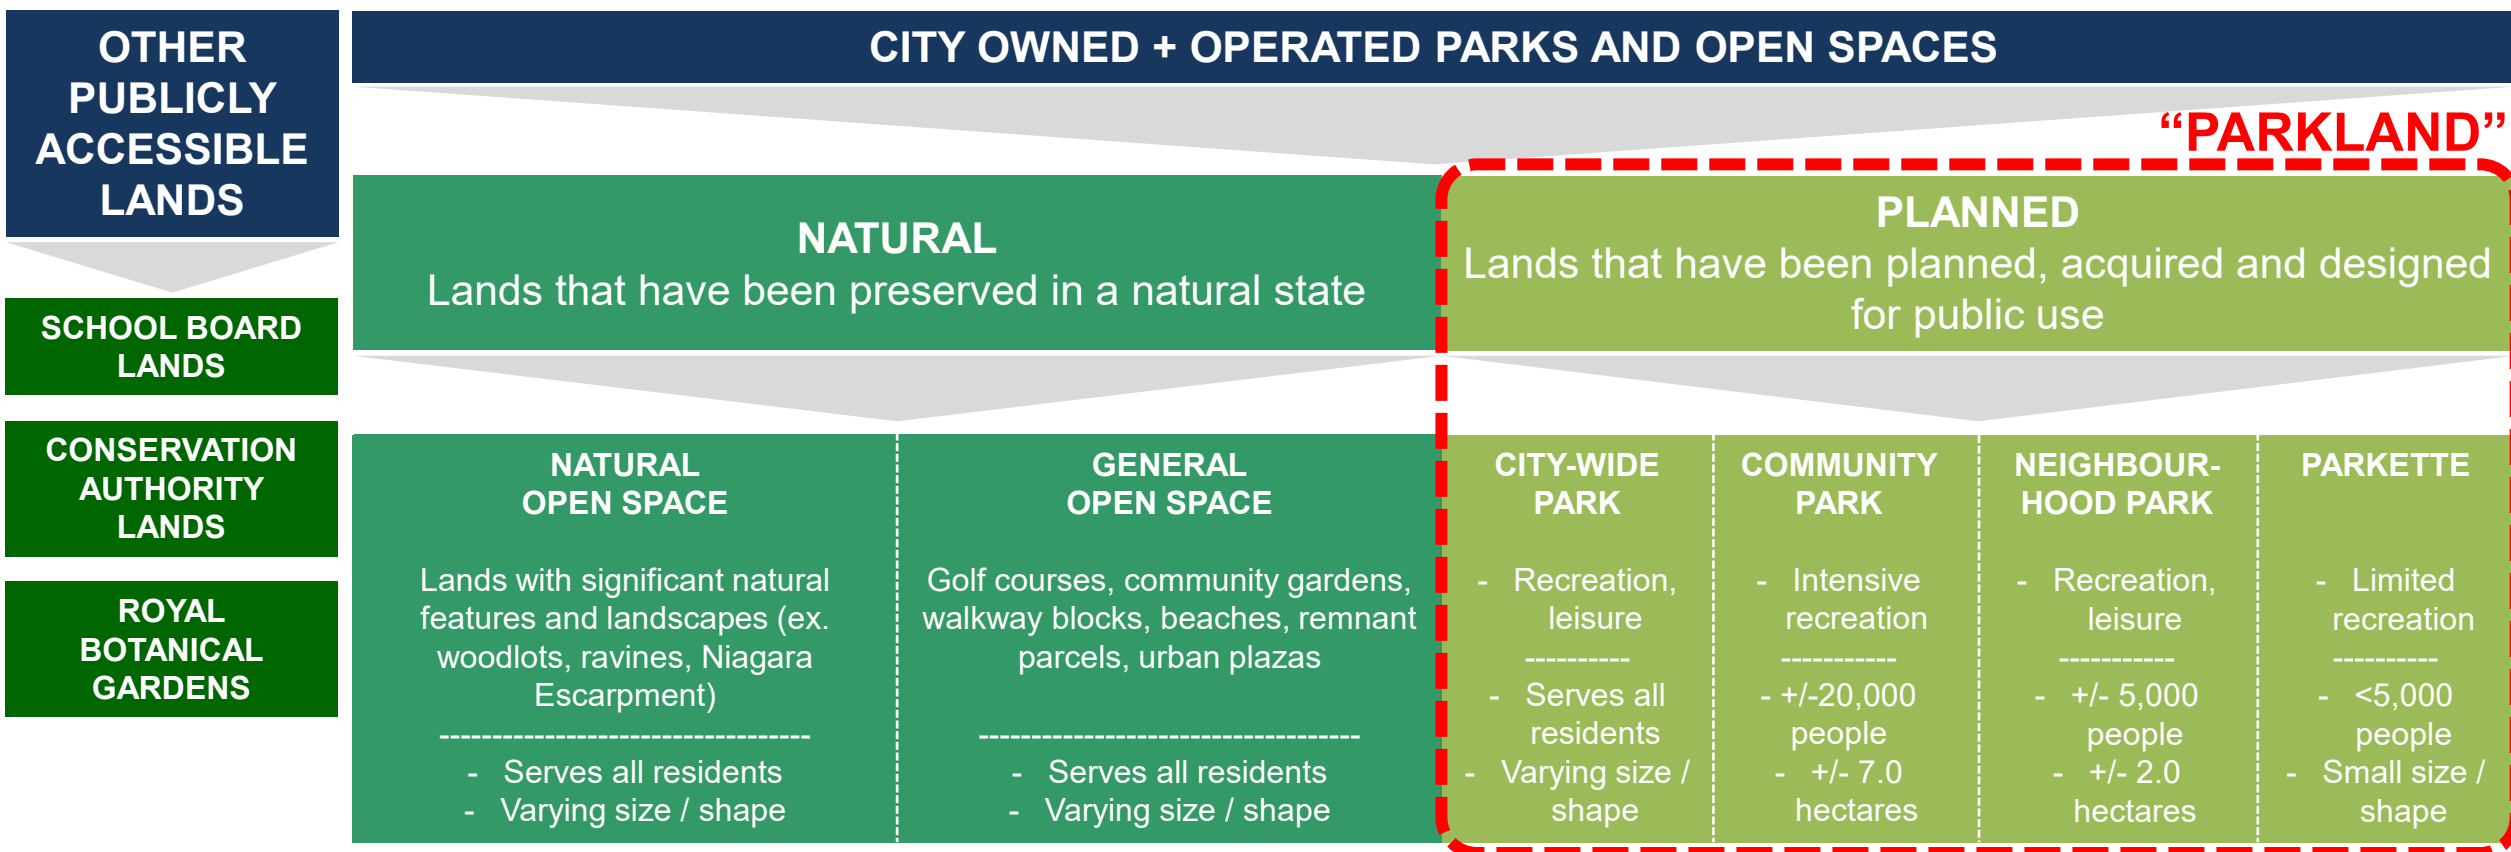 OTHER
PUBLICLY
ACCESSIBLE
LANDS
SCHOOL BOARD
LANDS
CONSERVATION
AUTHORITY
LANDS
ROYAL
BOTANICAL
GARDENS
CITY OWNED + OPERATED PARKS AND OPEN SPACES
“PARKLAND”
NATURAL
Lands that have been preserved in a natural state
PLANNED
Lands that have been planned, acquired and designed
for public use
NATURAL
OPEN SPACE
Lands with significant natural
features and landscapes (ex.
woodlots, ravines, Niagara
Escarpment)
-----------------------------------
- Serves all residents
- Varying size / shape
GENERAL
OPEN SPACE
Golf courses, community gardens,
walkway blocks, beaches, remnant
parcels, urban plazas
------------------------------------
- Serves all residents
- Varying size / shape
CITY-WIDE
PARK
- Recreation,
leisure
----------
- Serves all
residents
- Varying size /
shape
COMMUNITY
PARK
- Intensive
recreation
-----------
- +/-20,000
people
- +/- 7.0
hectares
NEIGHBOUR-
HOOD PARK
- Recreation,
leisure
-----------
- +/- 5,000
people
- +/- 2.0
hectares
PARKETTE
- Limited
recreation
----------
- <5,000
people
- Small size /
shape